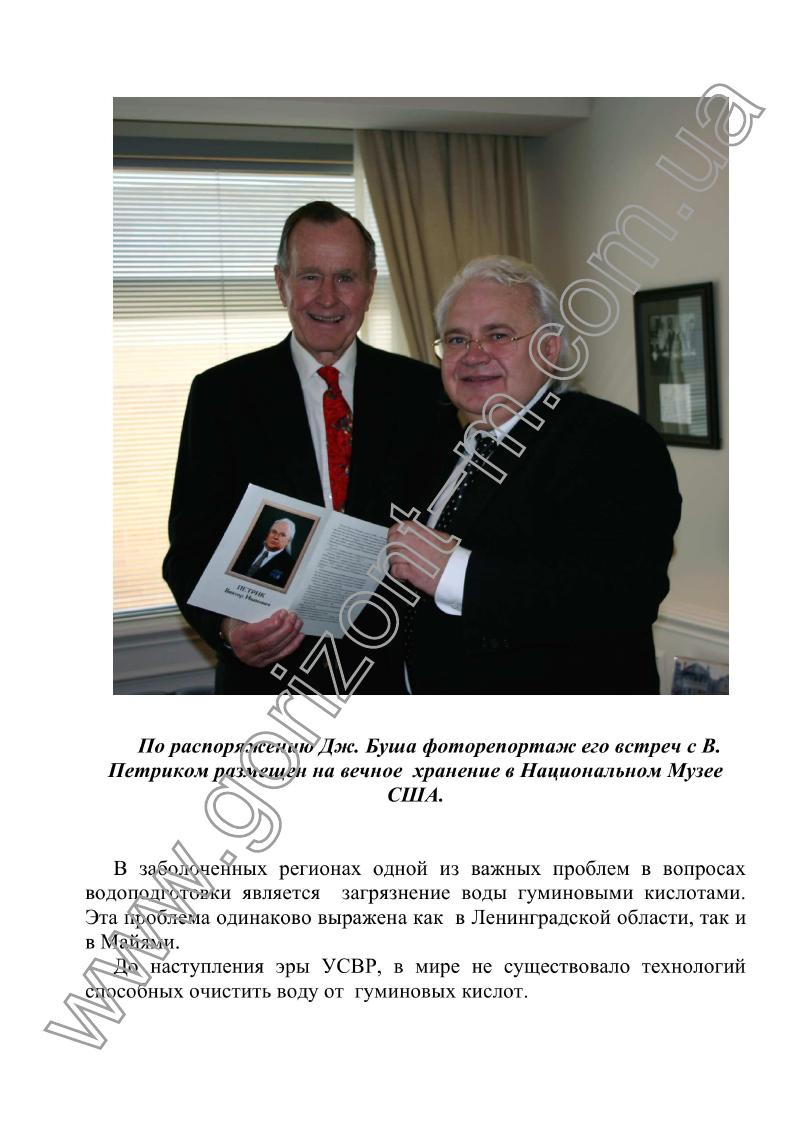 ПЕТРИК
Виктор Иванович
По распоряжению Дж. Буша фоторепортаж его встреч с В.
Петриком размещен на вечное хранение в Национальном Музее
США.
В заболоченных регионах одной из важных проблем в вопросах
водоподготовки является загрязнение воды гуминовыми кислотами.
Эта проблема одинаково выражена как в Ленинградской области, так и
в Майями.
До наступления эры УСВР, в мире не существовало технологий
способных очистить воду от гуминовых кислот.
www.gorizont-m.com.ua